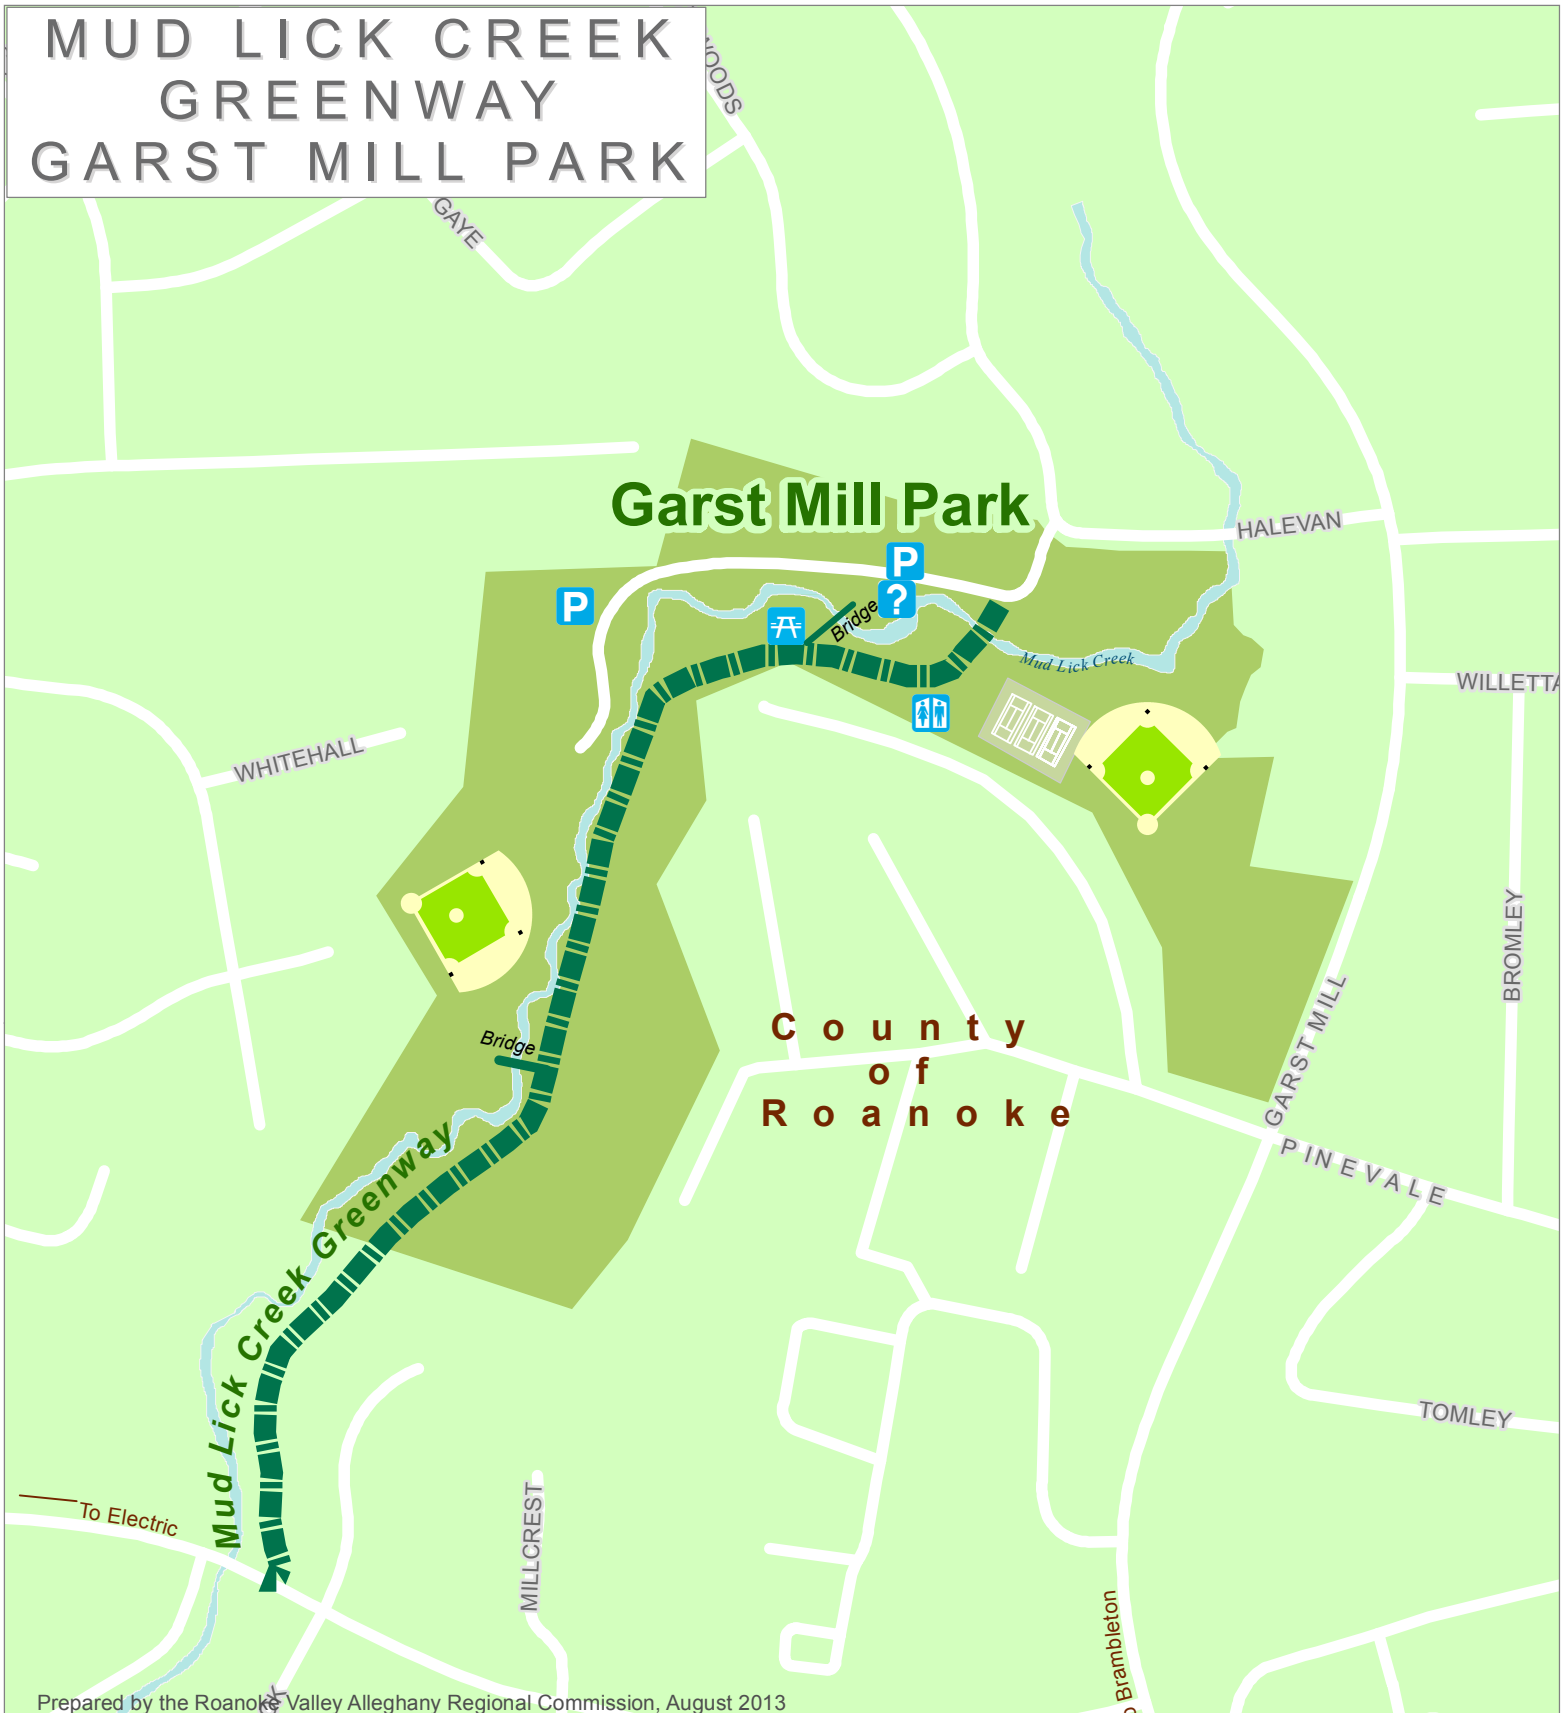 MUD LICK CREEK
GREENWAY
GARST MILL PARK
GAYE
Garst Mill Park
P
P
?
Bridge
Mud Lick Creek
HALEVAN
WHITEHALL
BROMLEY
Bridge
County
of
Roanoke
GARST MILL
PINEVALE
Mud Lick Creek Greenway
TOMLEY
To Electric
MILLCREST
Brambleton
Prepared by the Roanoke Valley Alleghany Regional Commission, August 2013